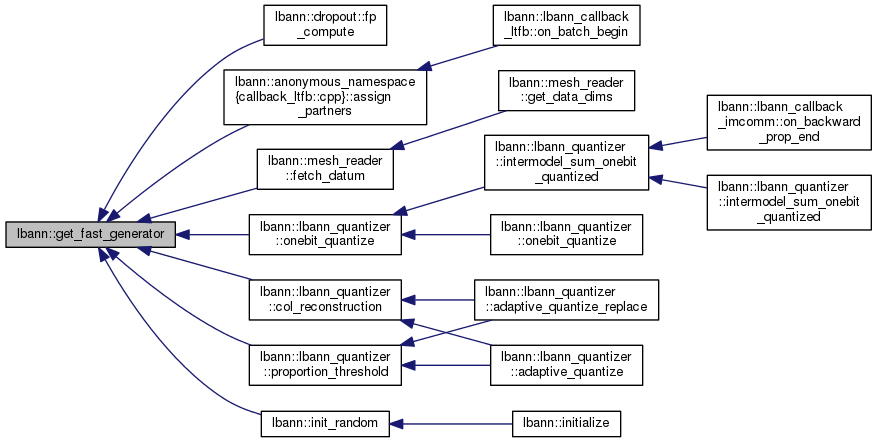 lbann::dropout::fp
_compute
lbann::lbann_callback
_ltfb::on_batch_begin
lbann::anonymous_namespace
{callback_ltfb::cpp}::assign
_partners
lbann::mesh_reader
::get_data_dims
lbann::lbann_callback
_imcomm::on_backward
_prop_end
lbann::mesh_reader
::fetch_datum
lbann::lbann_quantizer
::intermodel_sum_onebit
_quantized
lbann::lbann_quantizer
::intermodel_sum_onebit
_quantized
lbann::get_fast_generator
lbann::lbann_quantizer
::onebit_quantize
lbann::lbann_quantizer
::onebit_quantize
lbann::lbann_quantizer
::col_reconstruction
lbann::lbann_quantizer
::adaptive_quantize_replace
lbann::lbann_quantizer
::proportion_threshold
lbann::lbann_quantizer
::adaptive_quantize
lbann::init_random
lbann::initialize